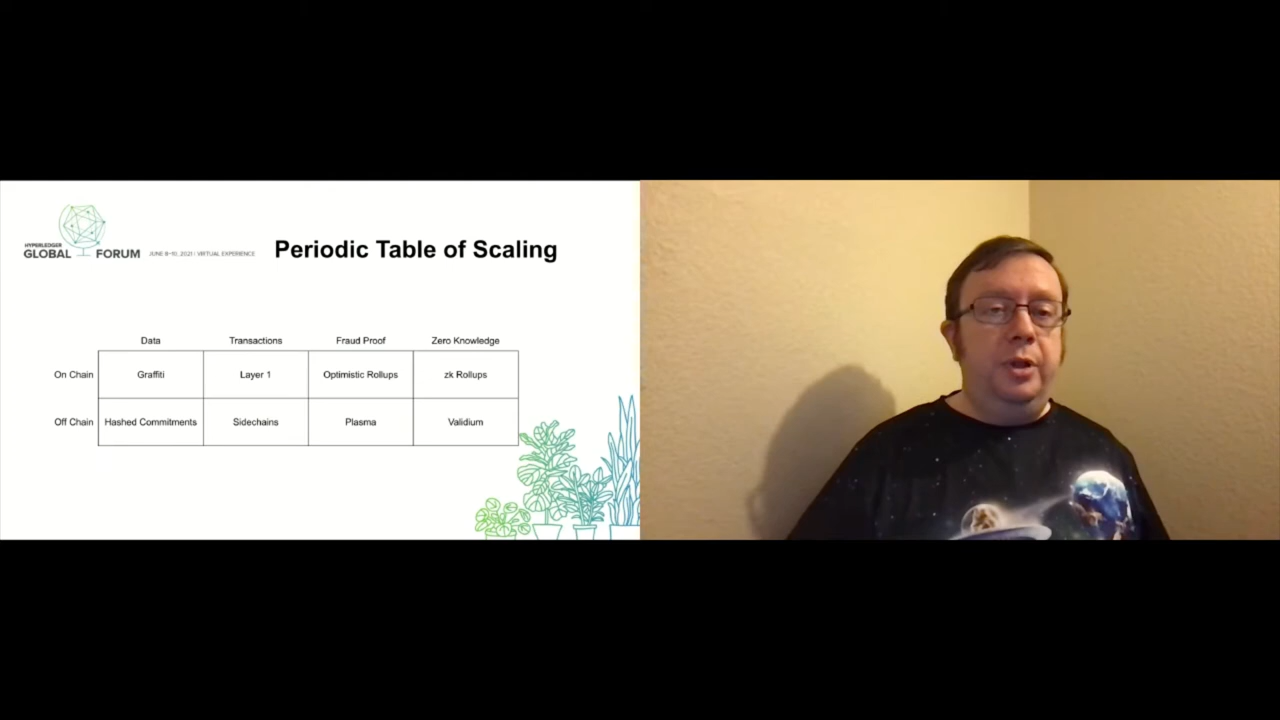 HYPERLEDGER
GLOBAL FORUM
JUNE 8-10, 2021 | VIRTUAL EXPERIENCE
Periodic Table of Scaling
Data Transactions Fraud Proof Zero Knowledge
On Chain Graffiti Layer 1 Optimistic Rollups zk Rollups
Off Chain Hashed Commitments Sidechains Plasma Validium